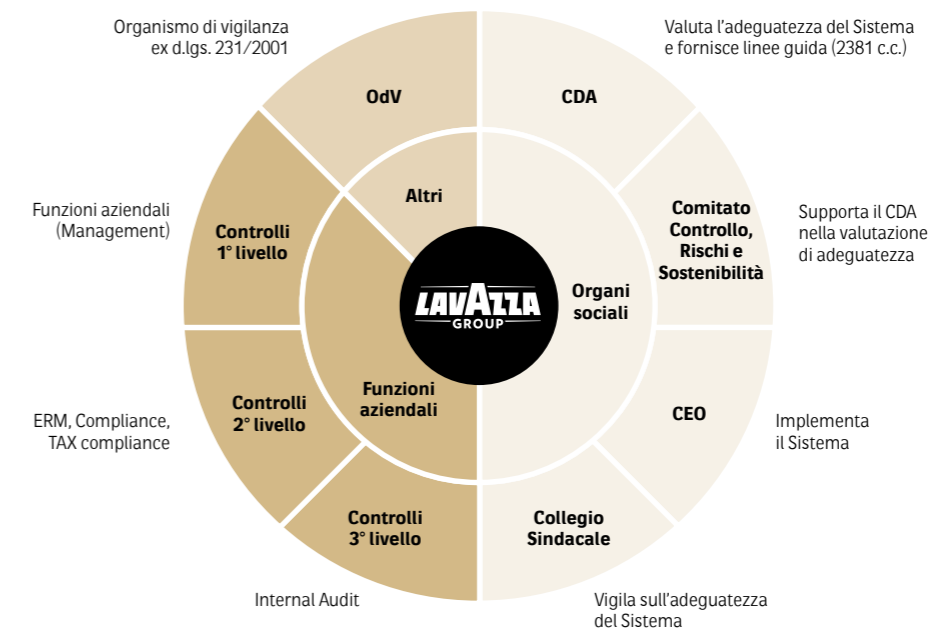 Organismo di vigilanza
ex d.lgs. 231/2001
Valuta l'adeguatezza del Sistema
e fornisce linee guida (2381 c.c.)
OdV
CDA
Altri
Funzioni aziendali
(Management)
Controlli
1° livello
Comitato
Controllo,
Rischi e
Sostenibilità
Supporta il CDA
nella valutazione
di adeguatezza
LAVAZZA
GROUP
Organi
sociali
Funzioni
aziendali
ERM, Compliance,
TAX compliance
Controlli
2° livello
CEO
Implementa
il Sistema
Controlli
3° livello
Collegio
Sindacale
Internal Audit
Vigila sull'adeguatezza
del Sistema